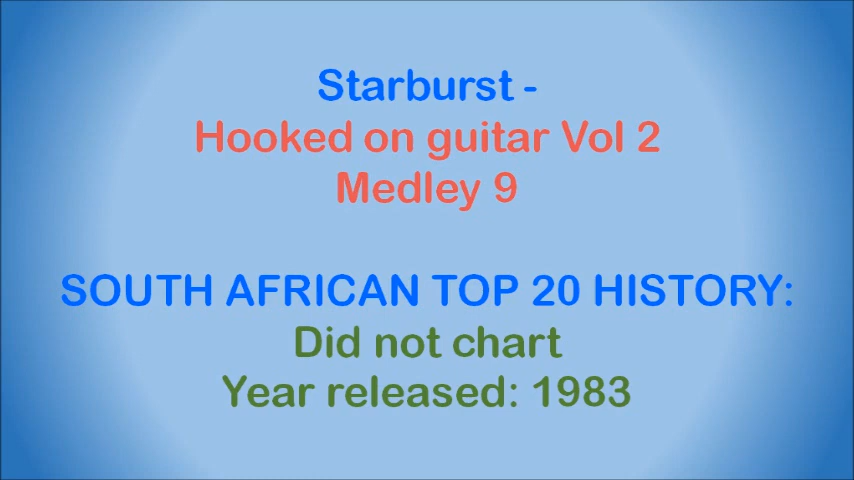 Starburst -
Hooked on guitar Vol 2
Medley 9
SOUTH AFRICAN TOP 20 HISTORY:
Did not chart
Year released: 1983